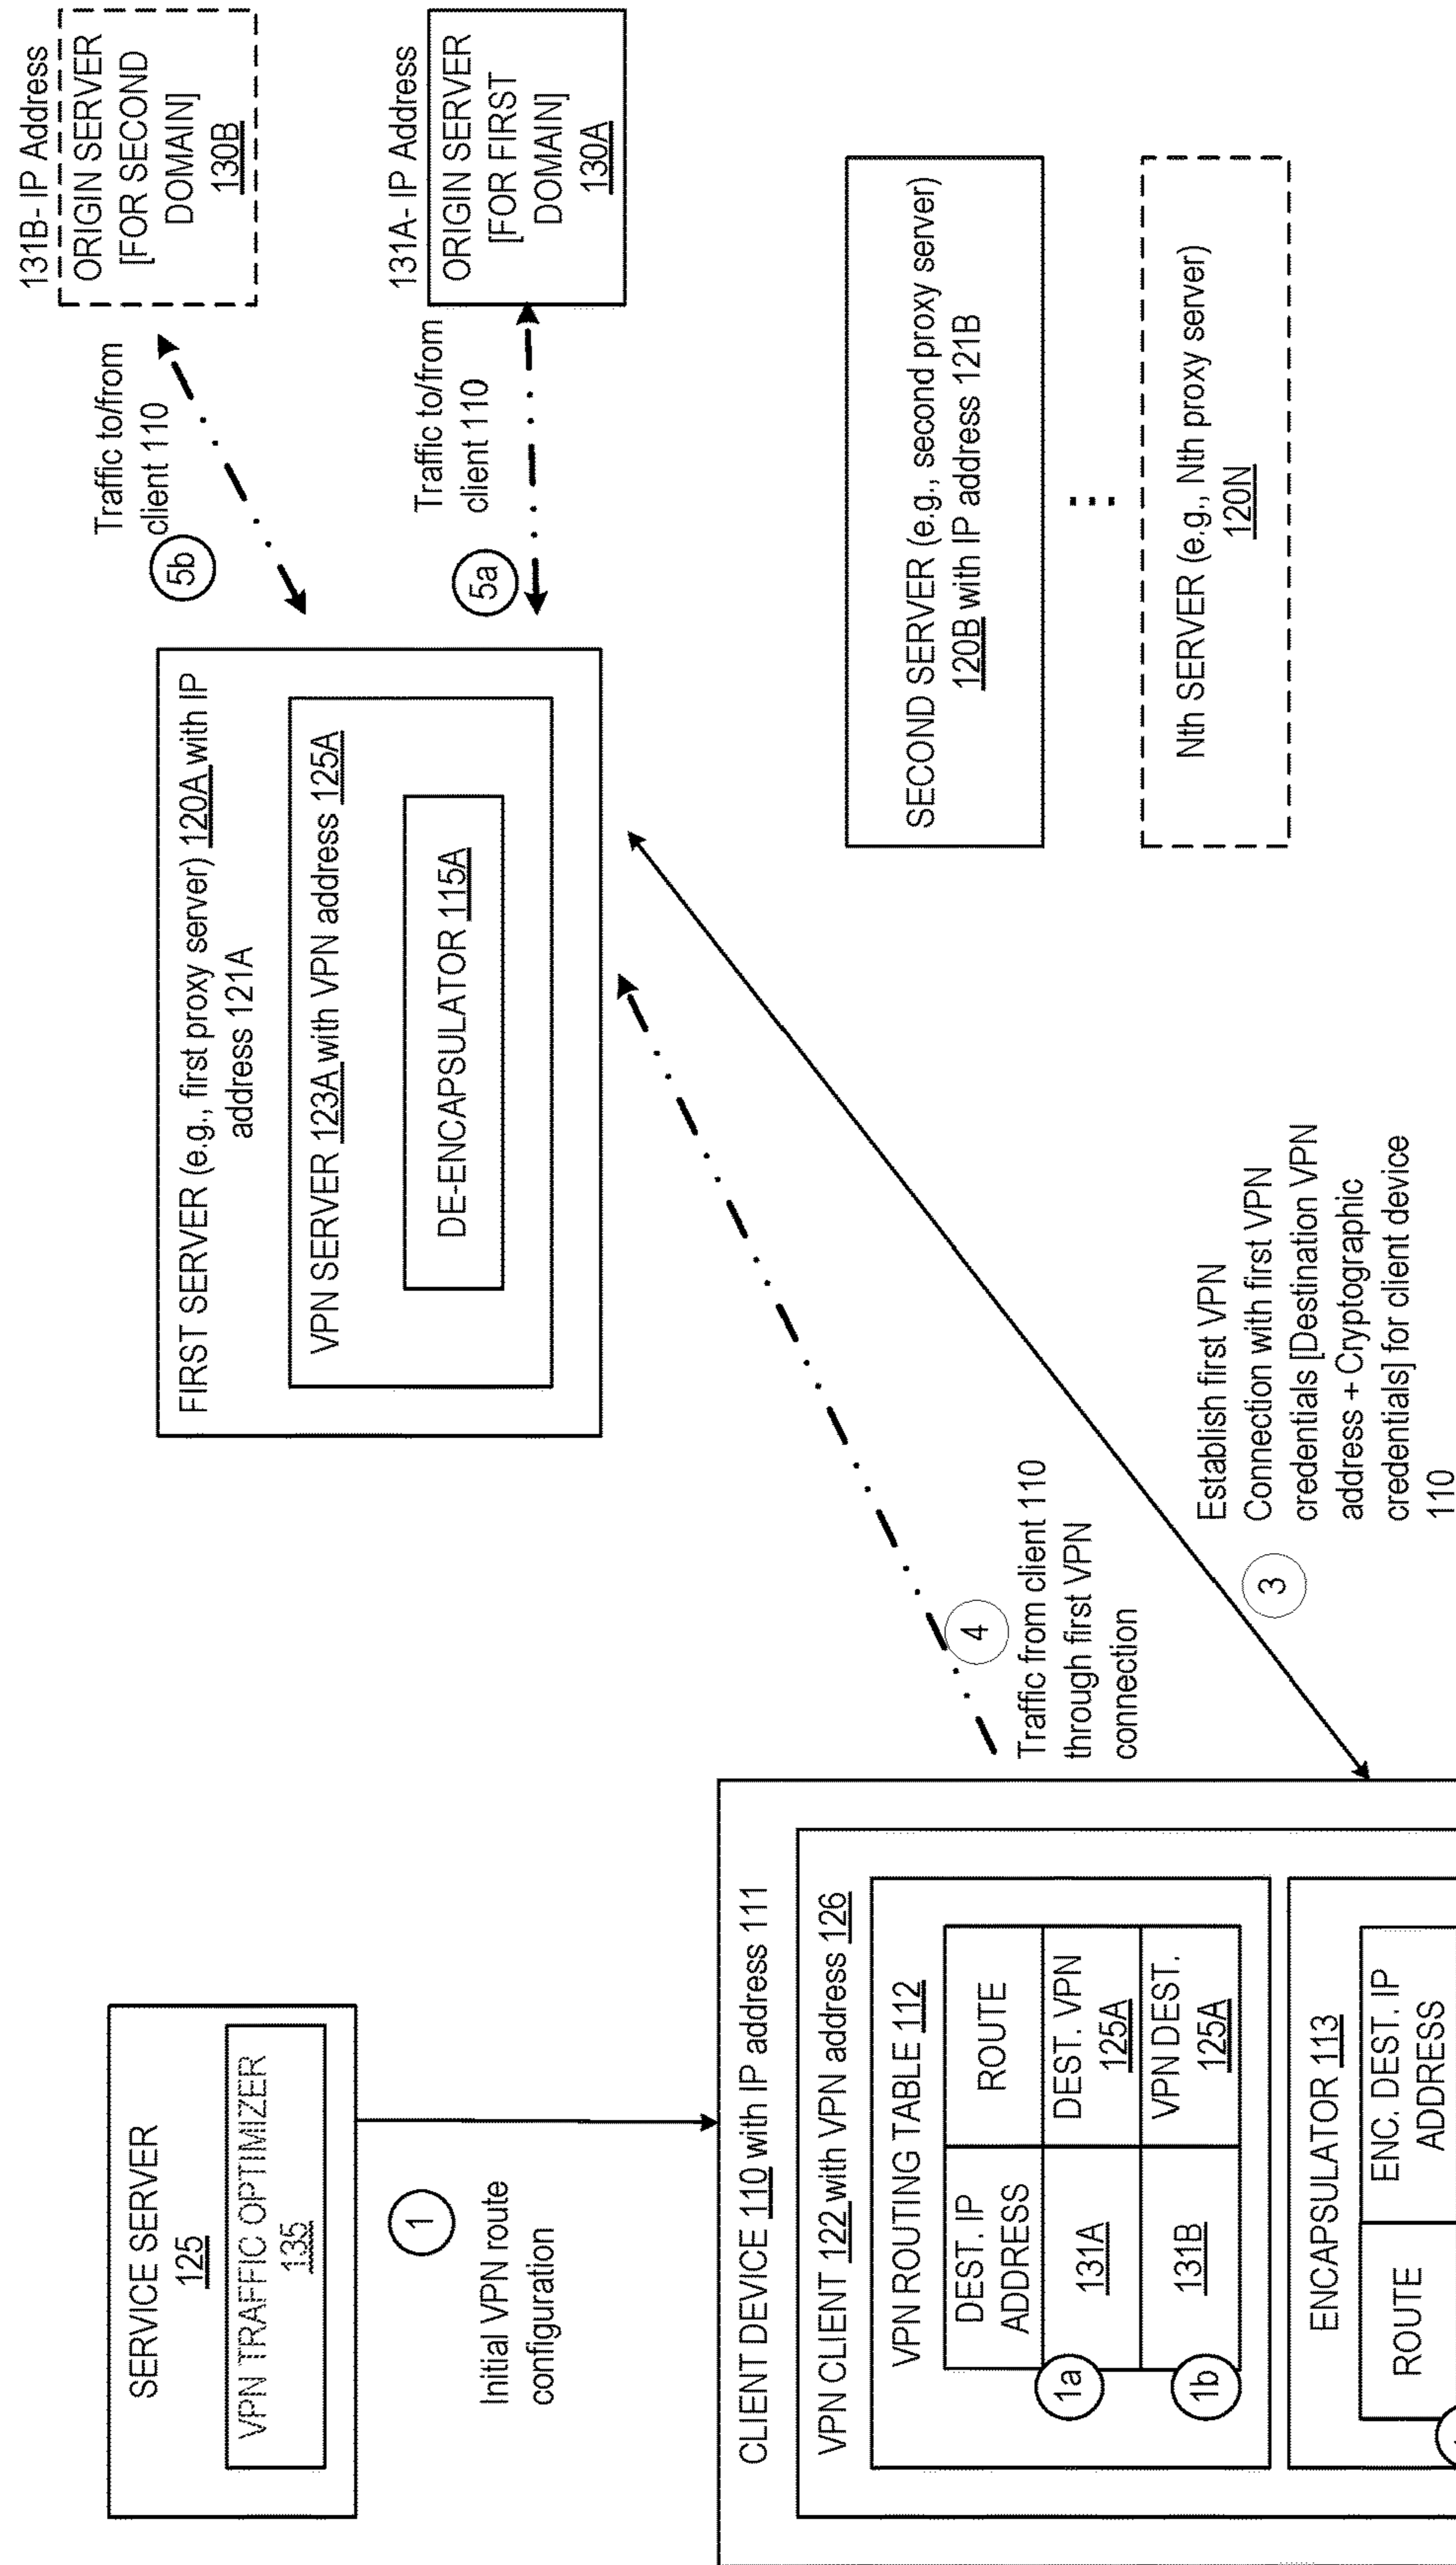 SERVICE SERVER
125
VPN TRAFFIC OPTIMIZER
135
1
Initial VPN route
configuration
CLIENT DEVICE 110 with IP address 111
VPN CLIENT 122 with VPN address 126
VPN ROUTING TABLE 112
DEST. IP
ADDRESS
ROUTE
1a
131A
DEST. VPN
125A
1b
131B
VPN DEST.
125A
ENCAPSULATOR 113
ROUTE
ENC. DEST. IP
ADDRESS
4
Traffic from client 110
through first VPN
connection
3
Establish first VPN
Connection with first VPN
credentials [Destination VPN
address + Cryptographic
credentials] for client device
110
FIRST SERVER (e.g., first proxy server) 120A with IP
address 121A
VPN SERVER 123A with VPN address 125A
DE-ENCAPSULATOR 115A
5b
Traffic to/from
client 110
5a
Traffic to/from
client 110
131B- IP Address
ORIGIN SERVER
[FOR SECOND
DOMAIN]
130B
131A- IP Address
ORIGIN SERVER
[FOR FIRST
DOMAIN]
130A
SECOND SERVER (e.g., second proxy server)
120B with IP address 121B
...
Nth SERVER (e.g., Nth proxy server)
120N